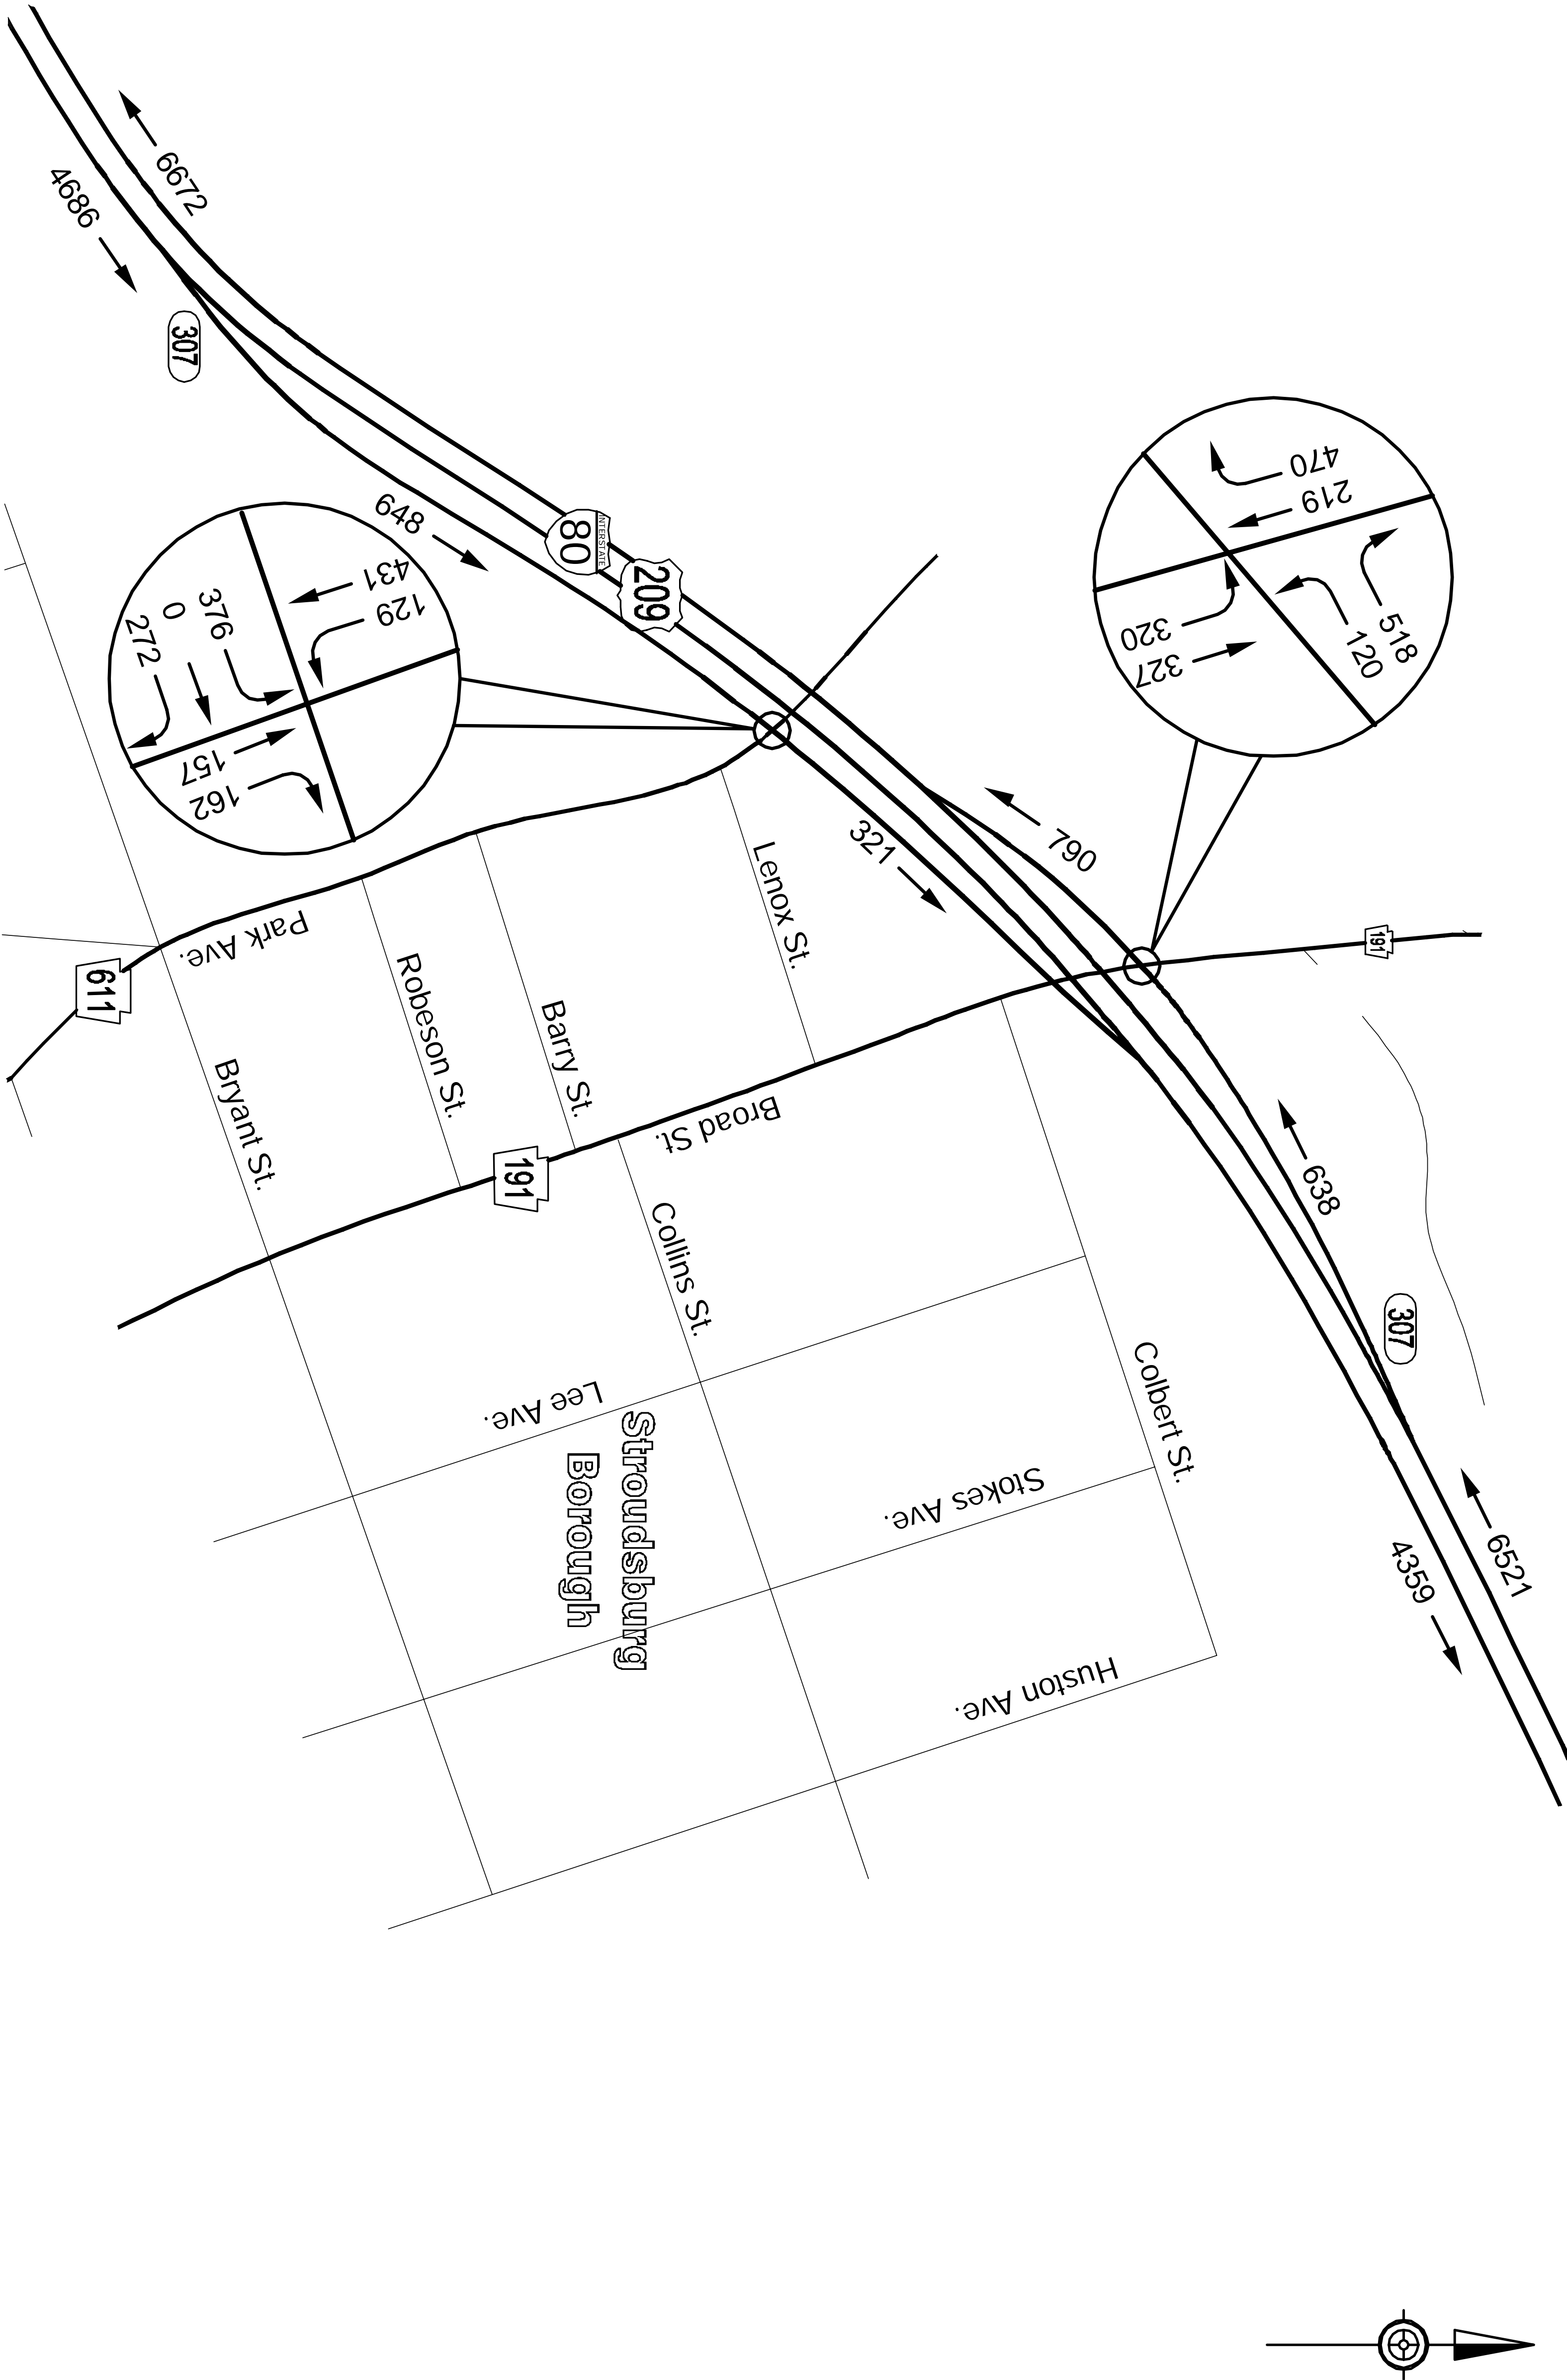 6672
4686
307
849
INTERSTATE
80
209
431
129
376
0
272
157
162
470
219
518
120
320
327
790
321
191
611
Park Ave.
Lenox St.
Robeson St.
Barry St.
Bryant St.
Broad St.
191
638
307
Collins St.
Colbert St.
Lee Ave.
Stroudsburg
Borough
Stokes Ave.
6521
4359
Huston Ave.